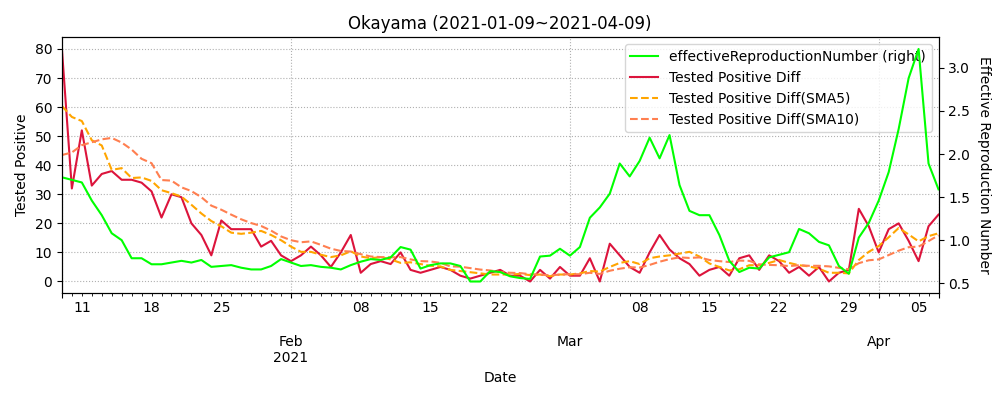 Okayama (2021-01-09~2021-04-09)
effectiveReproductionNumber (right)
Tested Positive Diff
Tested Positive Diff(SMA5)
Tested Positive Diff(SMA10)
Tested Positive
80
70
60
50
40
30
20
10
0
Effective Reproduction Number
3.0
2.5
2.0
1.5
1.0
0.5
11 18 25 08 15 22 08 15 22 29 05
Feb Mar Apr
2021
Date